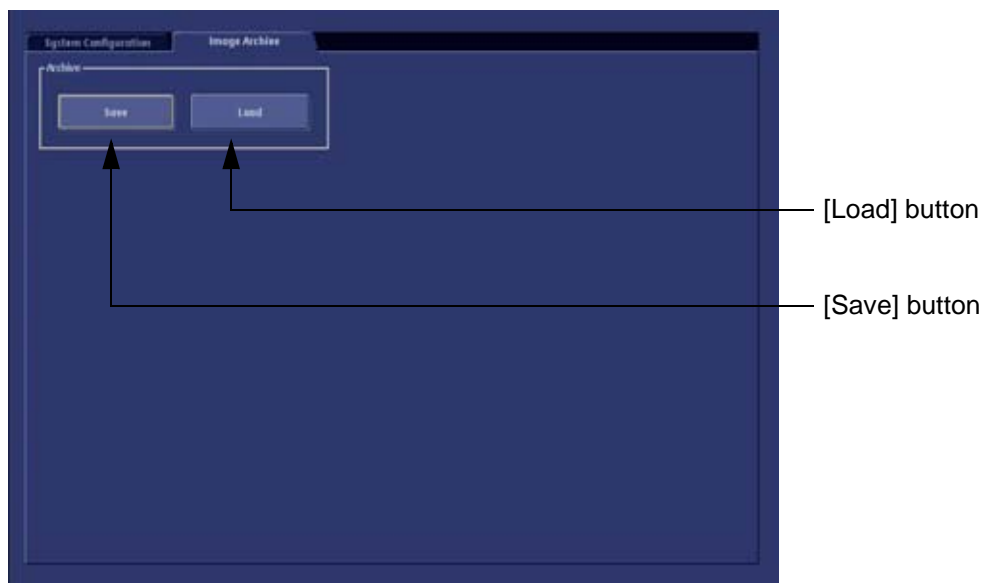 System Configuration
Image Archive
Archive
Save
Load
[Load] button
[Save] button